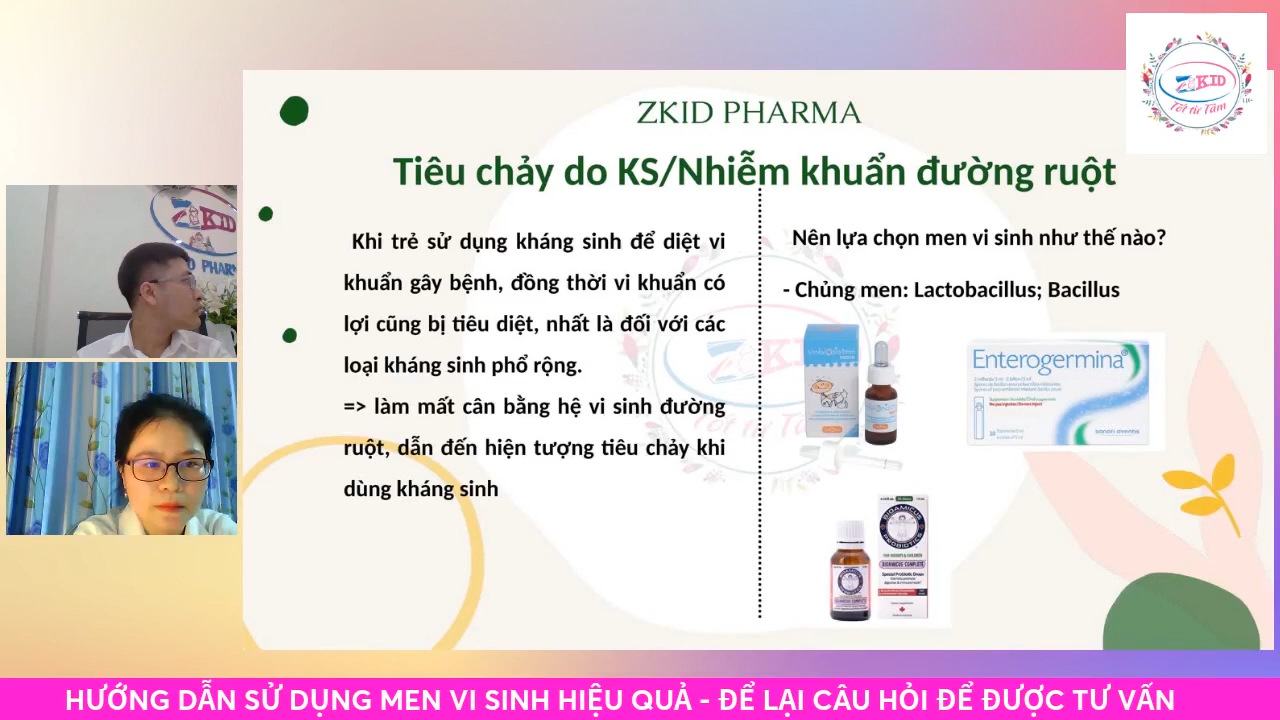 ZKID PHARMA
ZKID
Tốt từ Tâm
Tiêu chảy do KS/Nhiễm khuẩn đường ruột
Khi trẻ sử dụng kháng sinh để diệt vi
khuẩn gây bệnh, đồng thời vi khuẩn có
lợi cũng bị tiêu diệt, nhất là đối với các
loại kháng sinh phổ rộng.
=> làm mất cân bằng hệ vi sinh đường
ruột, dẫn đến hiện tượng tiêu chảy khi
dùng kháng sinh
Nên lựa chọn men vi sinh như thế nào?
- Chủng men: Lactobacillus; Bacillus
Enterogermina
sanofi aventis
BIOAMICUS
PROBIOTICS
BIOAMICUS COMPLETE
HƯỚNG DẪN SỬ DỤNG MEN VI SINH HIỆU QUẢ - ĐỂ LẠI CÂU HỎI ĐỂ ĐƯỢC TƯ VẤN